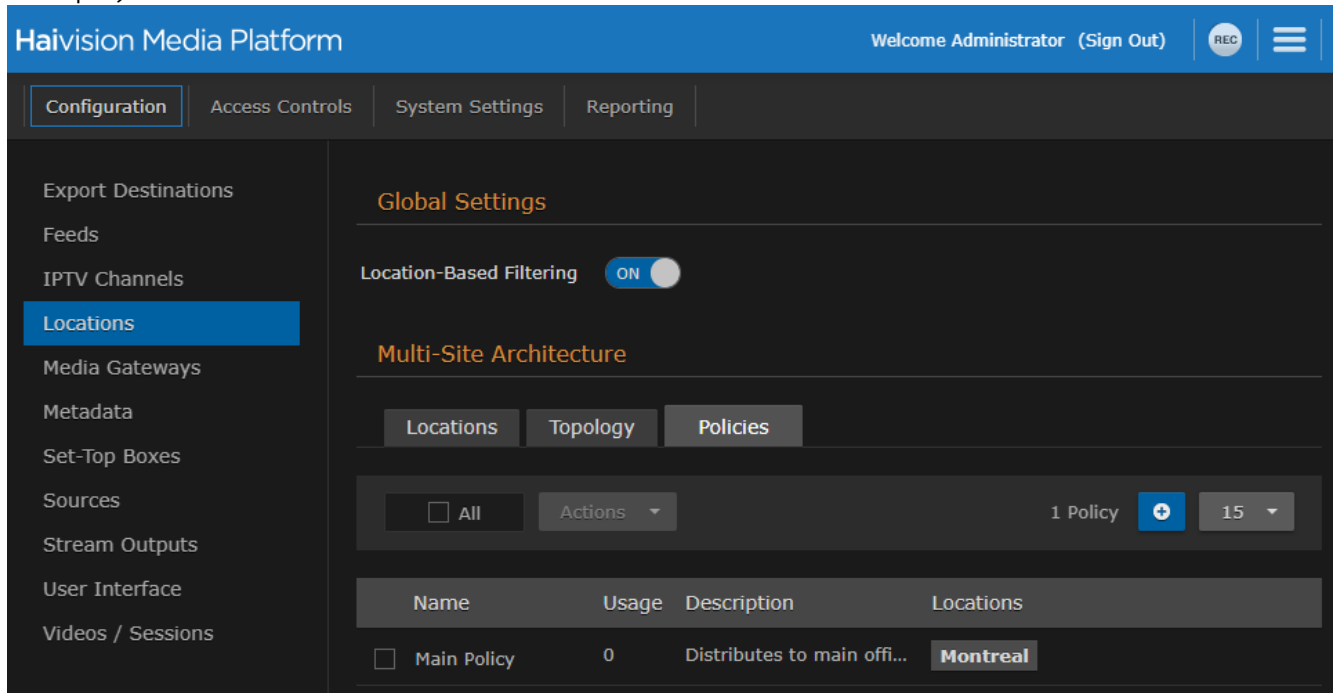 Haivision Media Platform
Welcome Administrator (Sign Out)
REC
Configuration
Access Controls
System Settings
Reporting
Export Destinations
Feeds
IPTV Channels
Locations
Media Gateways
Metadata
Set-Top Boxes
Sources
Stream Outputs
User Interface
Videos / Sessions
Global Settings
Location-Based Filtering ON
Multi-Site Architecture
Locations Topology Policies
All Actions 1 Policy 15
Name Usage Description Locations
Main Policy 0 Distributes to main offi... Montreal